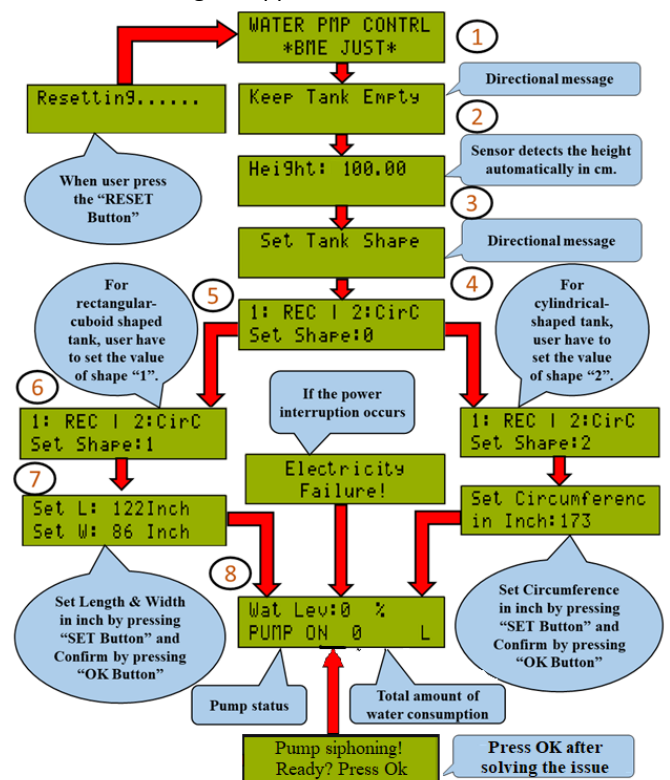 WATER PMP CONTRL
*BME JUST*
1
Resetting......
Keep Tank Empty
Directional message
2
When user press
the "RESET
Button"
Height: 100.00
Sensor detects the height
automatically in cm.
3
Set Tank Shape
Directional message
4
5
For
rectangular-
cuboid shaped
tank, user have
to set the value
of shape "1".
1: REC | 2:CirC
Set Shape:0
For
cylindrical-
shaped tank,
user have to
set the value
of shape "2".
6
1: REC | 2:CirC
Set Shape:1
If the power
interruption occurs
1: REC | 2:CirC
Set Shape:2
7
Set L: 122Inch
Set W: 86 Inch
Electricity
Failure!
Set Circumferenc
in Inch:173
8
Set Length & Width
in inch by pressing
"SET Button" and
Confirm by pressing
"OK Button"
Wat Lev:0 %
PUMP ON 0 L
Set Circumference
in inch by pressing
"SET Button" and
Confirm by pressing
"OK Button"
Pump status
Total amount of
water consumption
Pump siphoning!
Ready? Press Ok
Press OK after
solving the issue